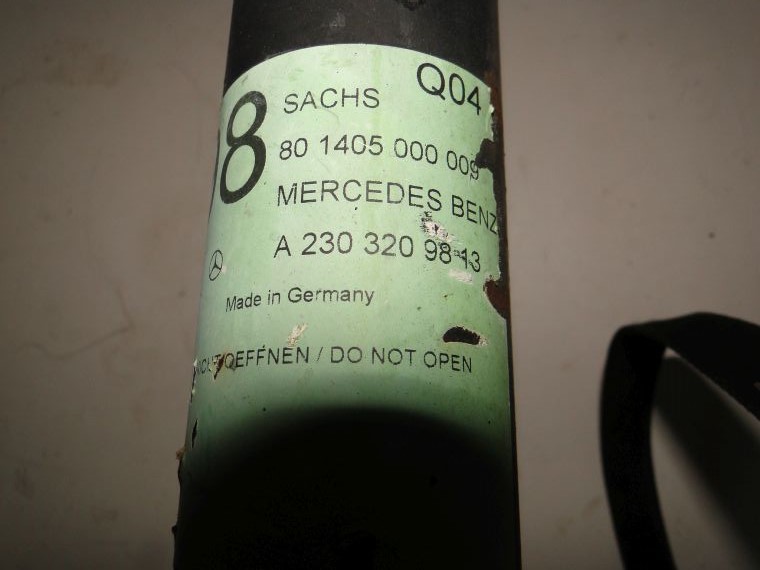 Q04
8
SACHS
80 1405 000 009
MERCEDES BENZ
A 230 320 98 13
Made in Germany
OEFFNEN / DO NOT OPEN